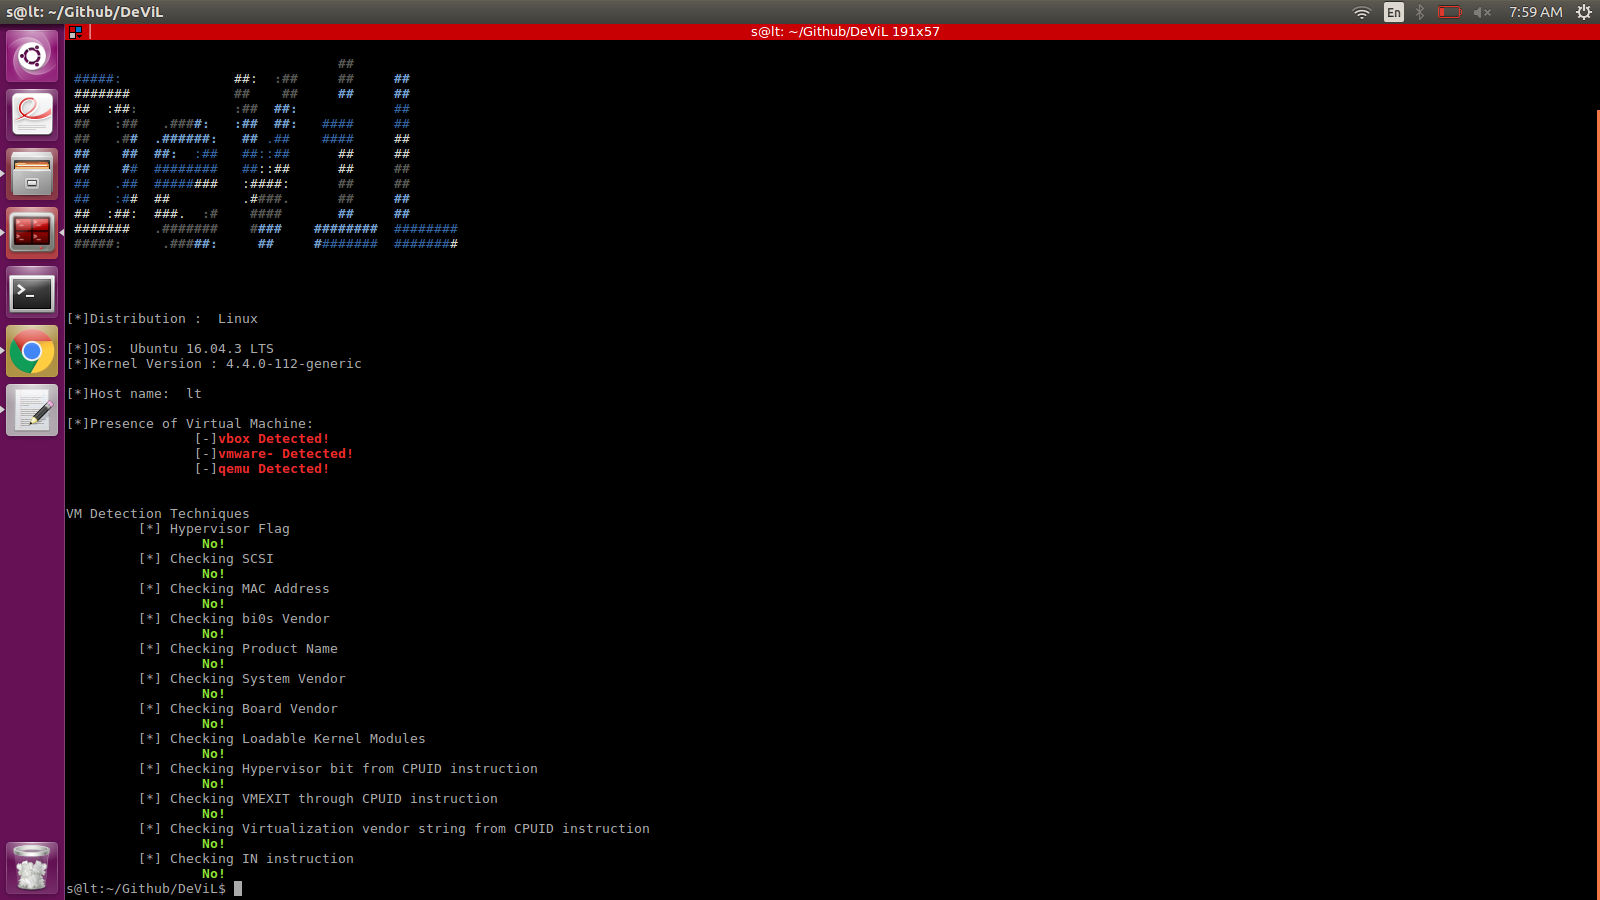 s@lt: ~/Github/DeViL
En
7:59 AM
s@lt: ~/Github/DeViL 191x57
DeViL
[*]Distribution :  Linux
[*]OS:  Ubuntu 16.04.3 LTS
[*]Kernel Version : 4.4.0-112-generic
[*]Host name:  lt
[*]Presence of Virtual Machine:
[-]vbox Detected!
[-]vmware- Detected!
[-]qemu Detected!
VM Detection Techniques
[*] Hypervisor Flag
No!
[*] Checking SCSI
No!
[*] Checking MAC Address
No!
[*] Checking bi0s Vendor
No!
[*] Checking Product Name
No!
[*] Checking System Vendor
No!
[*] Checking Board Vendor
No!
[*] Checking Loadable Kernel Modules
No!
[*] Checking Hypervisor bit from CPUID instruction
No!
[*] Checking VMEXIT through CPUID instruction
No!
[*] Checking Virtualization vendor string from CPUID instruction
No!
[*] Checking IN instruction
No!
s@lt:~/Github/DeViL$